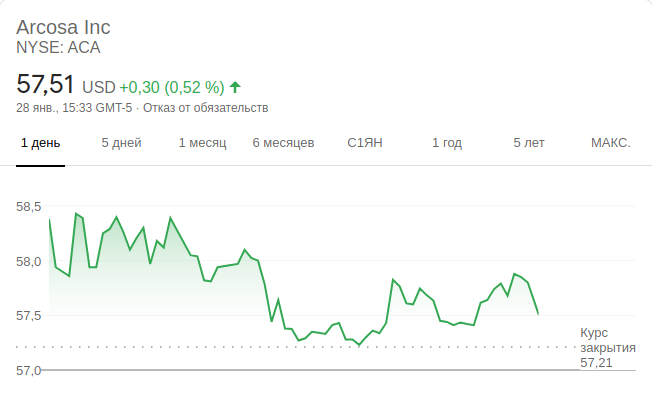 Arcosa Inc
NYSE: ACA
57,51 USD +0,30 (0,52 %)
28 янв., 15:33 GMT-5 · Отказ от обязательств
1 день 5 дней 1 месяц 6 месяцев С1ЯН 1 год 5 лет МАКС.
58,5
58,0
57,5
Курс
закрытия
57,21
57,0